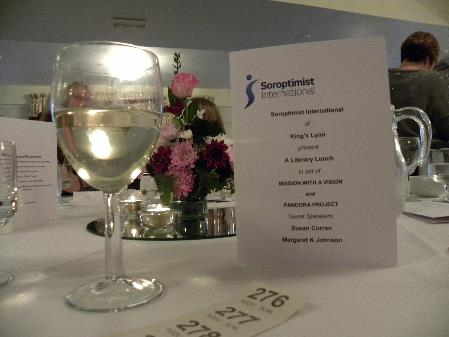 Soroptimist
International
Soroptimist International
of
King's Lynn
present
A Literary Lunch
in aid of
MISSION WITH A VISION
and
PANDORA PROJECT
Guest Speakers:
Susan Curran
Margaret K Johnson
276
277
278